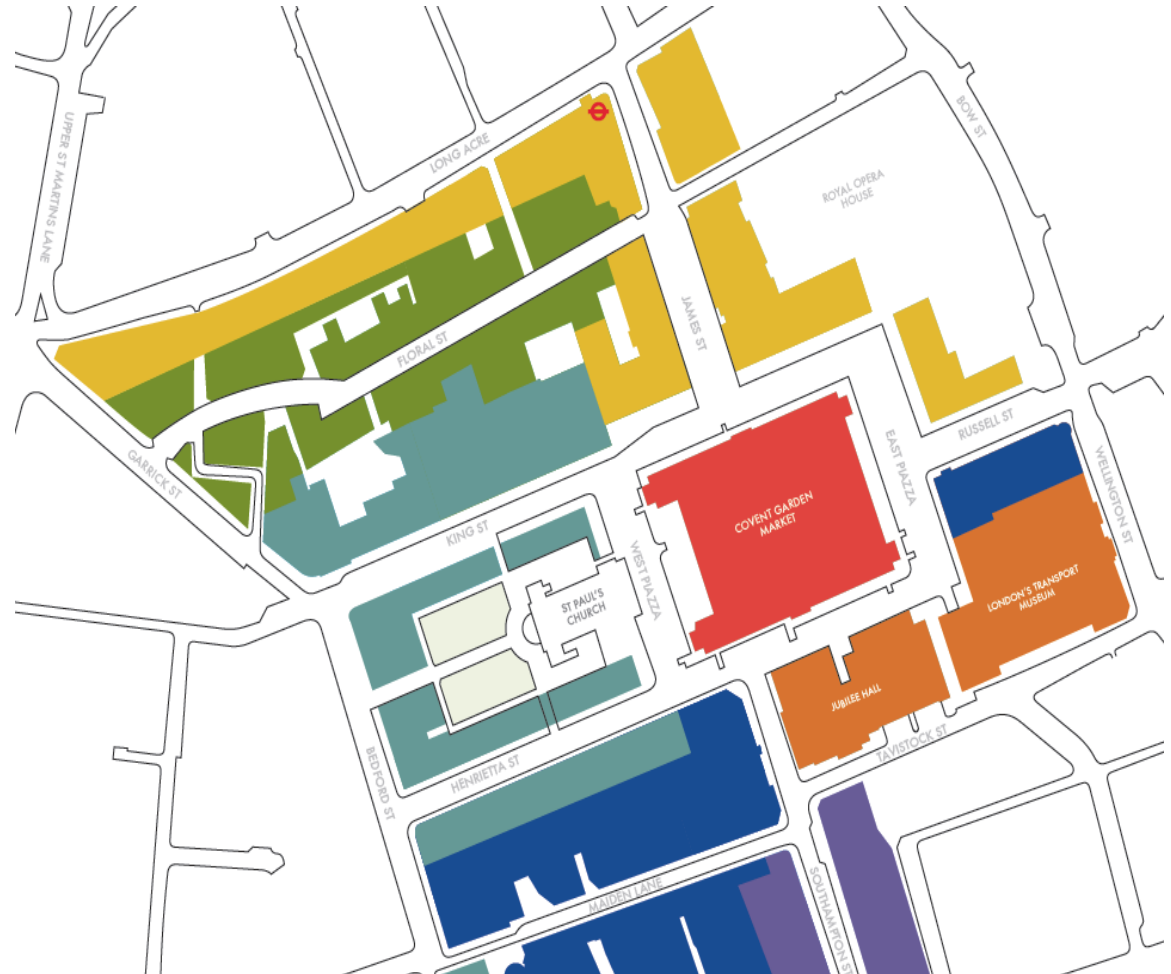 UPPER ST MARTINS LANE
LONG ACRE
BOW ST
ROYAL OPERA
HOUSE
FLORAL ST
JAMES ST
GARRICK ST
KING ST
COVENT GARDEN
MARKET
EAST PIAZZA
RUSSELL ST
WELLINGTON ST
WEST PIAZZA
ST PAUL'S
CHURCH
LONDON'S TRANSPORT
MUSEUM
JUBILEE HALL
TAVISTOCK ST
BEDFORD ST
HENRIETTA ST
MAIDEN LANE
SOUTHAMPTON ST